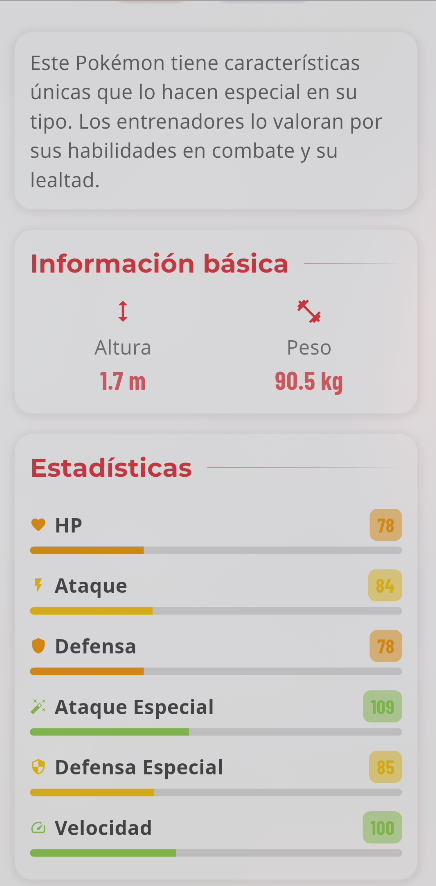 Este Pokémon tiene características
únicas que lo hacen especial en su
tipo. Los entrenadores lo valoran por
sus habilidades en combate y su
lealtad.
Información básica
Altura
Peso
1.7 m
90.5 kg
Estadísticas
HP
78
Ataque
84
Defensa
78
Ataque Especial
109
Defensa Especial
85
Velocidad
100